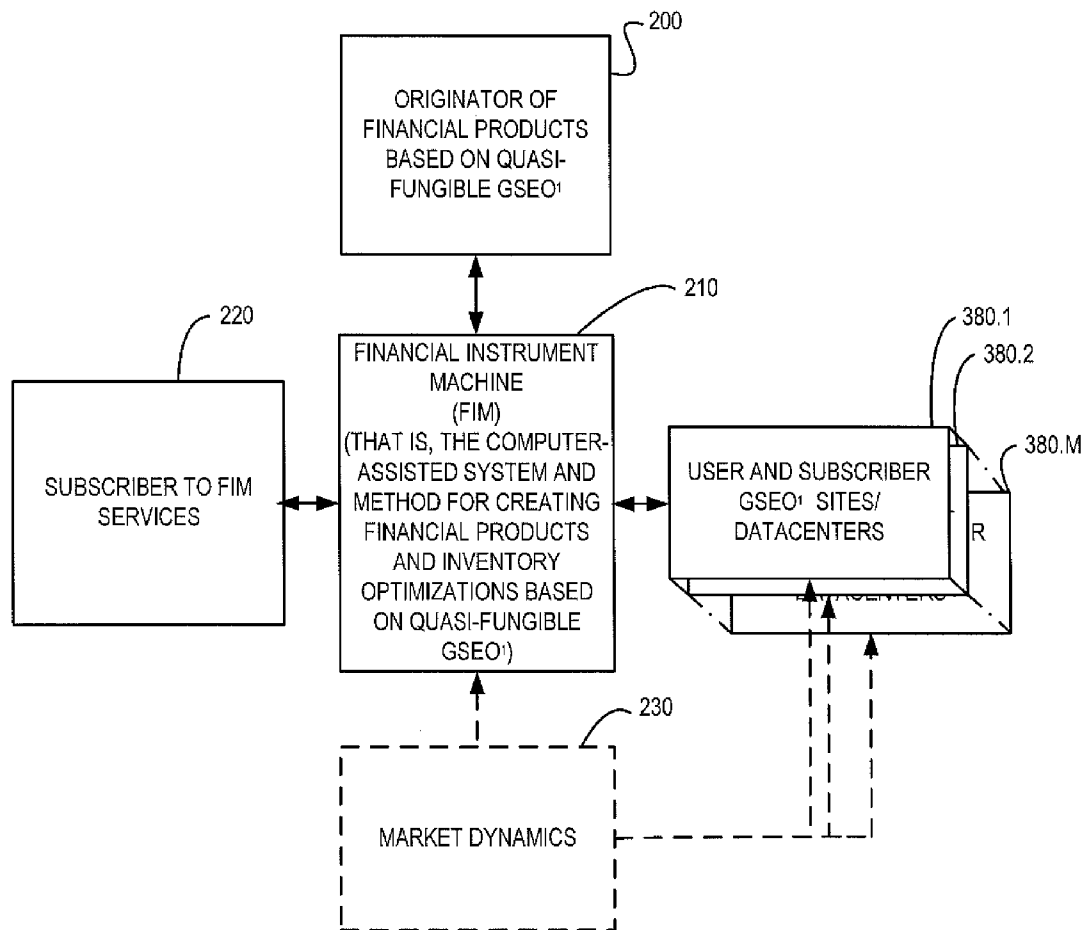 200
ORIGINATOR OF
FINANCIAL PRODUCTS
BASED ON QUASI-
FUNGIBLE GSEO¹
210
220
380.1
380.2
380.M
FINANCIAL INSTRUMENT
MACHINE
(FIM)
(THAT IS, THE COMPUTER-
ASSISTED SYSTEM AND
METHOD FOR CREATING
FINANCIAL PRODUCTS
AND INVENTORY
OPTIMIZATIONS BASED
ON QUASI-FUNGIBLE
GSEO¹)
SUBSCRIBER TO FIM
SERVICES
USER AND SUBSCRIBER
GSEO¹ SITES/
DATACENTERS
R
DATACENTERS
230
MARKET DYNAMICS